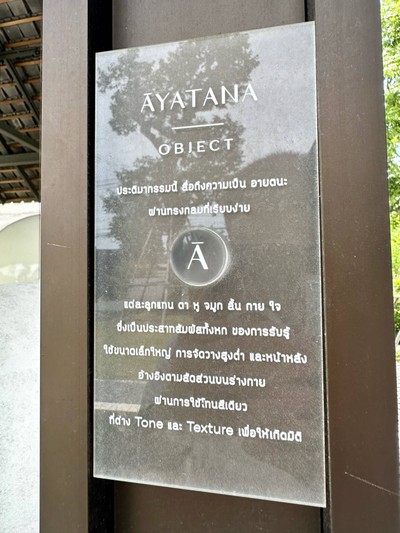 ĀYATANA
OBJECT
ประติมากรรมนี้ สื่อถึงความเป็น อายตนะ
ผ่านทรงกลมที่เรียบง่าย
Ā
แต่ละลูกแทน ตา หู จมูก ลิ้น กาย ใจ
ซึ่งเป็นประสาทสัมผัสทั้งหก ของการรับรู้
ใช้ขนาดเล็กใหญ่ การจัดวางสูงต่ำ และหน้าหลัง
อ้างอิงตามสัดส่วนบนร่างกาย
ผ่านการใช้โทนสีเดียว
ที่ต่าง Tone และ Texture เพื่อให้เกิดมิติ